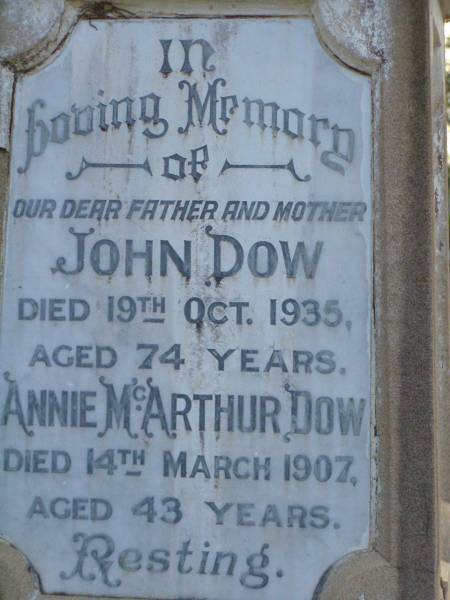 In
Loving Memory
of
OUR DEAR FATHER AND MOTHER
JOHN DOW
DIED 19TH OCT. 1935,
AGED 74 YEARS.
ANNIE McARTHUR DOW
DIED 14TH MARCH 1907,
AGED 43 YEARS.
Resting.